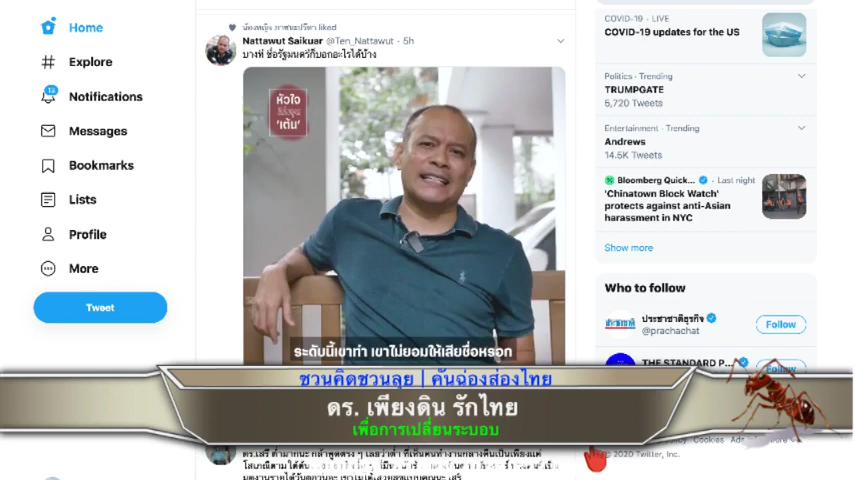 Home
Explore
Notifications
Messages
Bookmarks
Lists
Profile
More
Tweet
liked
Nattawut Saikuar @Ten_Nattawut · 5h
บางที ชื่อรัฐมนตรีก็บอกอะไรได้บ้าง
หัวใจ
'เต้น'
ระดับนี้เขาทำ เขาไม่ยอมให้เสียชื่อหรอก
COVID-19 · LIVE
COVID-19 updates for the US
Politics · Trending
TRUMPGATE
5,720 Tweets
Entertainment · Trending
Andrews
14.5K Tweets
Bloomberg Quick... · Last night
'Chinatown Block Watch'
protects against anti-Asian
harassment in NYC
Show more
Who to follow
ประชาชาติธุรกิจ
@prachachat
Follow
THE STANDARD P...
Follow
ชวนคิดชวนลุย | คันฉ่องส่องไทย
ดร. เพียงดิน รักไทย
เพื่อการเปลี่ยนระบอบ
Cookies
© 2020 Twitter, Inc.